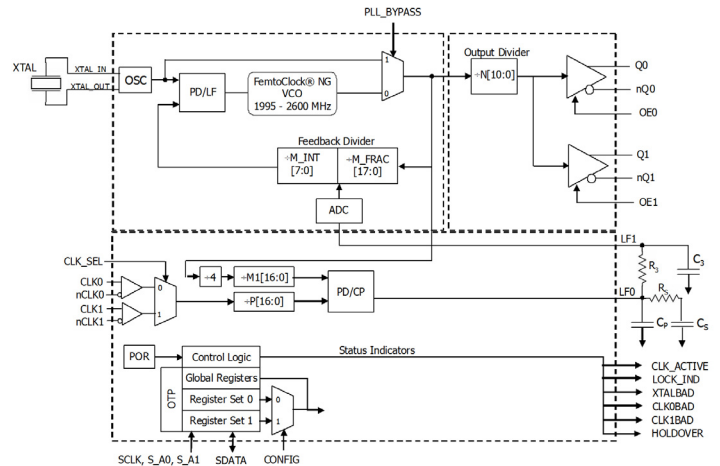 PLL_BYPASS
XTAL
XTAL_IN
XTAL_OUT
OSC
PD/LF
FemtoClock® NG
VCO
1995 - 2600 MHz
1
0
Output Divider
÷N[10:0]
Q0
nQ0
OE0
Q1
nQ1
OE1
Feedback Divider
÷M_INT
[7:0]
÷M_FRAC
[17:0]
ADC
LF1
CLK_SEL
CLK0
nCLK0
CLK1
nCLK1
0
1
÷4
÷M1[16:0]
÷P[16:0]
PD/CP
LF0
R3
C3
RS
CP
CS
POR
Control Logic
Status Indicators
OTP
Global Registers
Register Set 0
Register Set 1
0
1
CLK_ACTIVE
LOCK_IND
XTALBAD
CLK0BAD
CLK1BAD
HOLDOVER
SCLK, S_A0, S_A1
SDATA
CONFIG